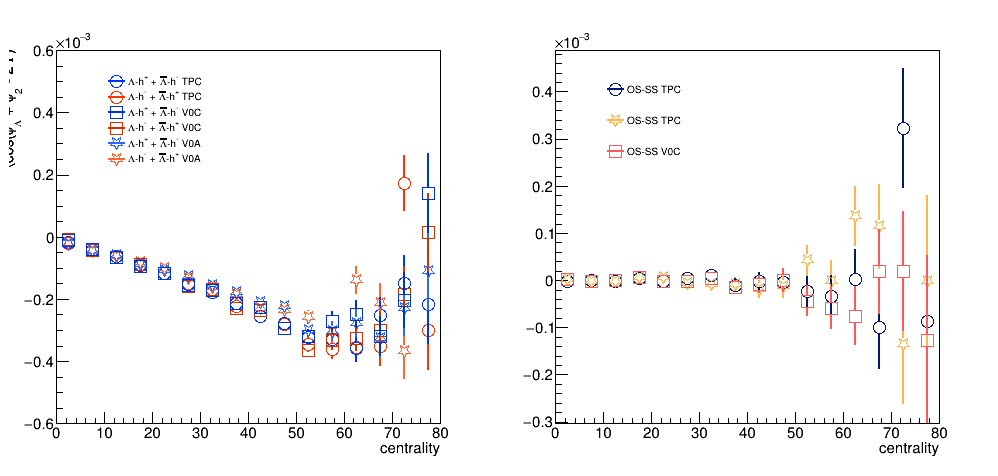 ×10⁻³
0.6
0.4
0.2
0
−0.2
−0.4
−0.6
0 10 20 30 40 50 60 70 80
centrality
Λ-h⁺ + Λ̅-h⁻ TPC
Λ-h⁻ + Λ̅-h⁺ TPC
Λ-h⁺ + Λ̅-h⁻ V0C
Λ-h⁻ + Λ̅-h⁺ V0C
Λ-h⁺ + Λ̅-h⁻ V0A
Λ-h⁻ + Λ̅-h⁺ V0A
×10⁻³
0.4
0.3
0.2
0.1
0
−0.1
−0.2
−0.3
0 10 20 30 40 50 60 70 80
centrality
OS-SS TPC
OS-SS TPC
OS-SS V0C